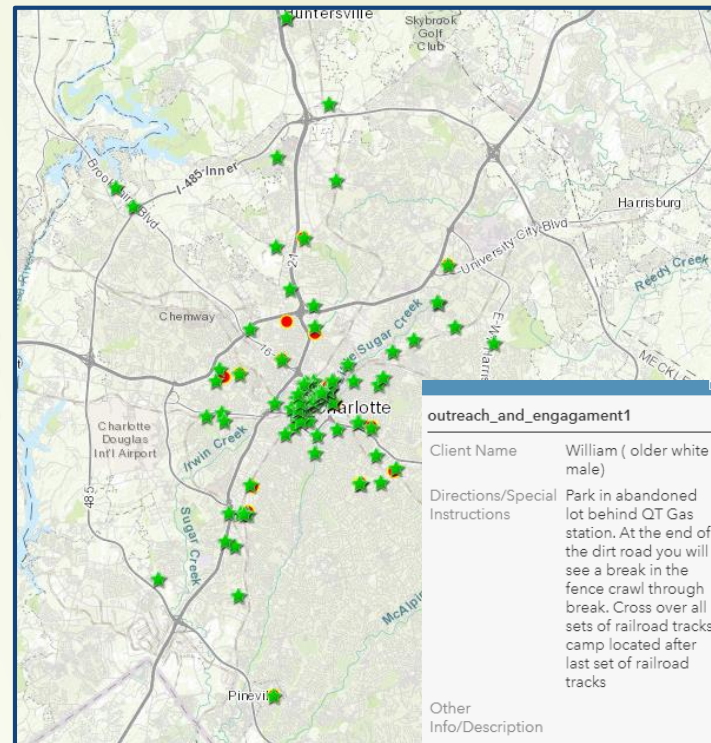 Huntersville
Skybrook
Golf
Club
I-485 Inner
Harrisburg
University City Blvd
21
Reedy Creek
Chemway
16
Sugar Creek
MECKLE
Charlotte
Charlotte
Douglas
Int'l Airport
Irwin Creek
485
Sugar Creek
McAlpin
Pineville
outreach_and_engagament1
Client Name
William ( older white
male)
Directions/Special
Instructions
Park in abandoned
lot behind QT Gas
station. At the end of
the dirt road you will
see a break in the
fence crawl through
break. Cross over all
sets of railroad tracks
camp located after
last set of railroad
tracks
Other
Info/Description